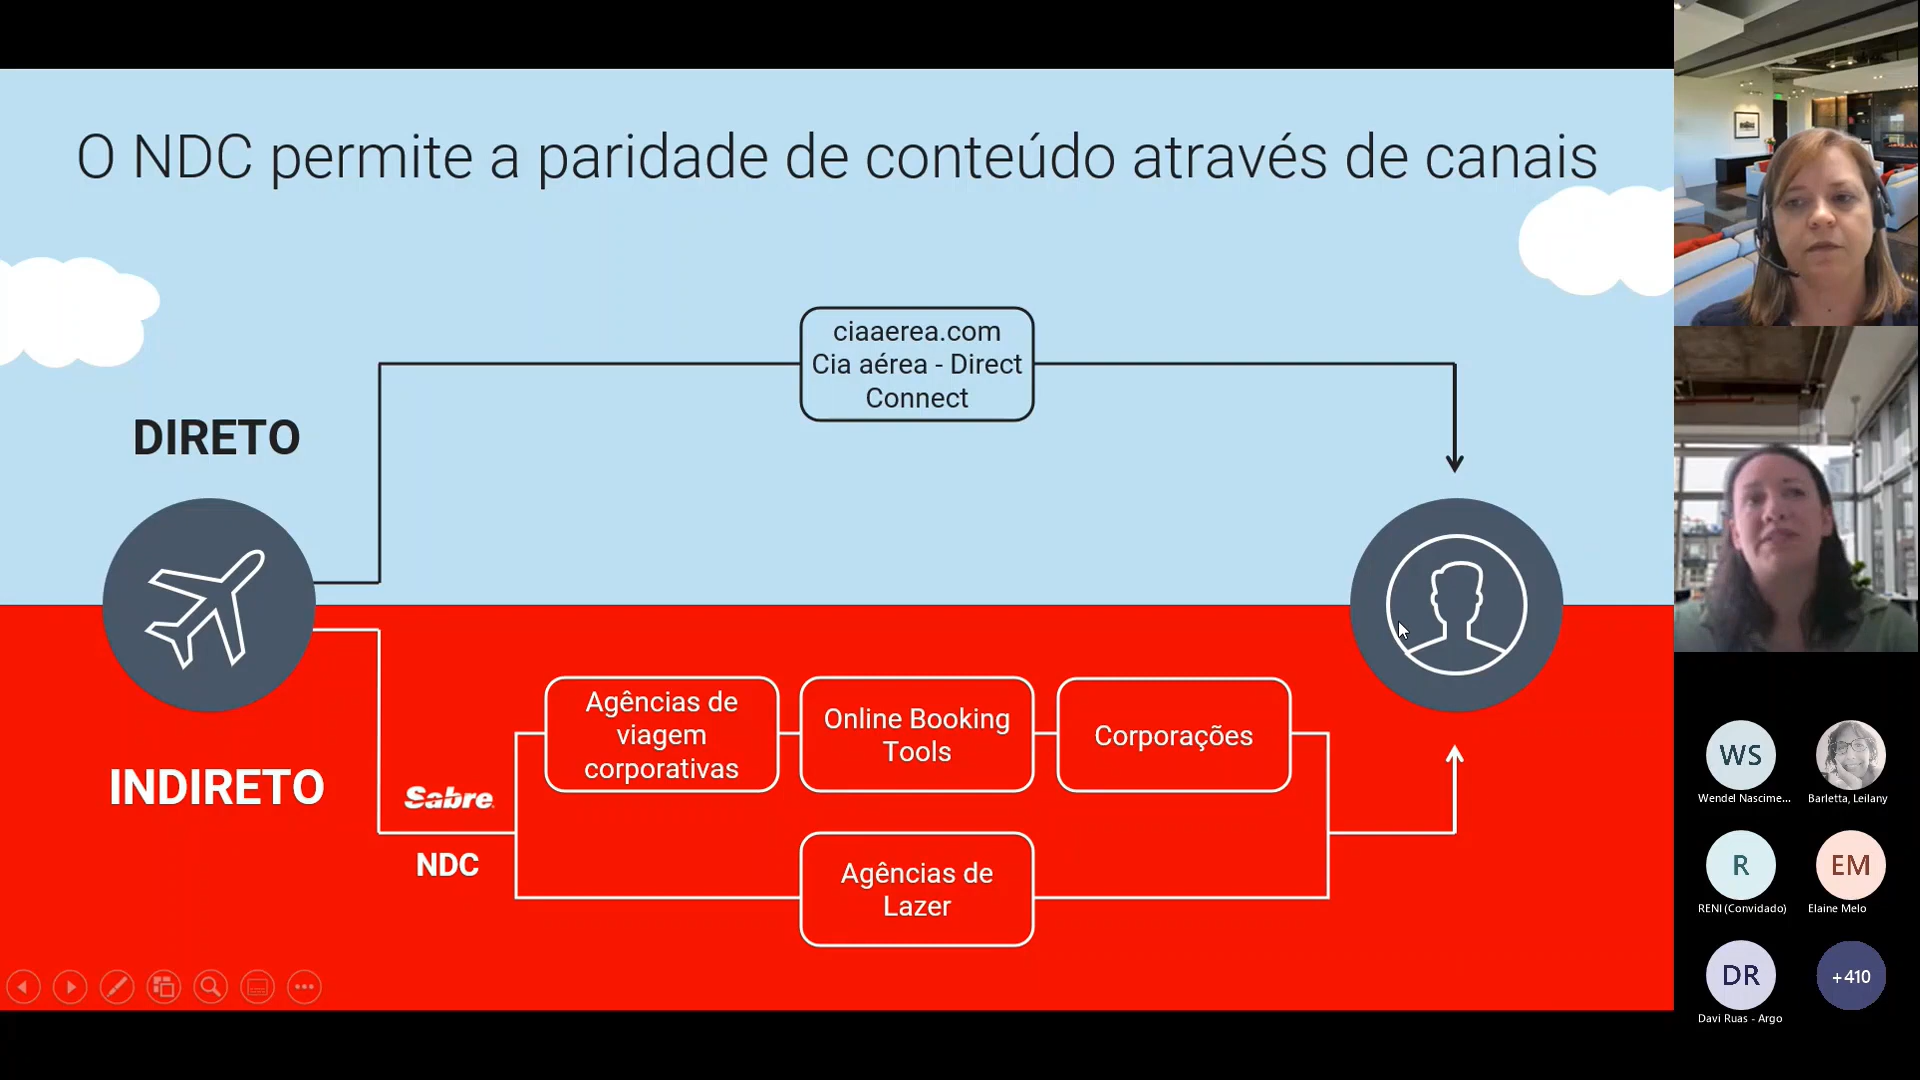 O NDC permite a paridade de conteúdo através de canais
ciaaerea.com
Cia aérea - Direct
Connect
DIRETO
INDIRETO
Sabre
NDC
Agências de
viagem
corporativas
Online Booking
Tools
Corporações
Agências de
Lazer
WS
Wendel Nascime...
Barletta, Leilany
R
RENI (Convidado)
EM
Elaine Melo
DR
Davi Ruas - Argo
+410